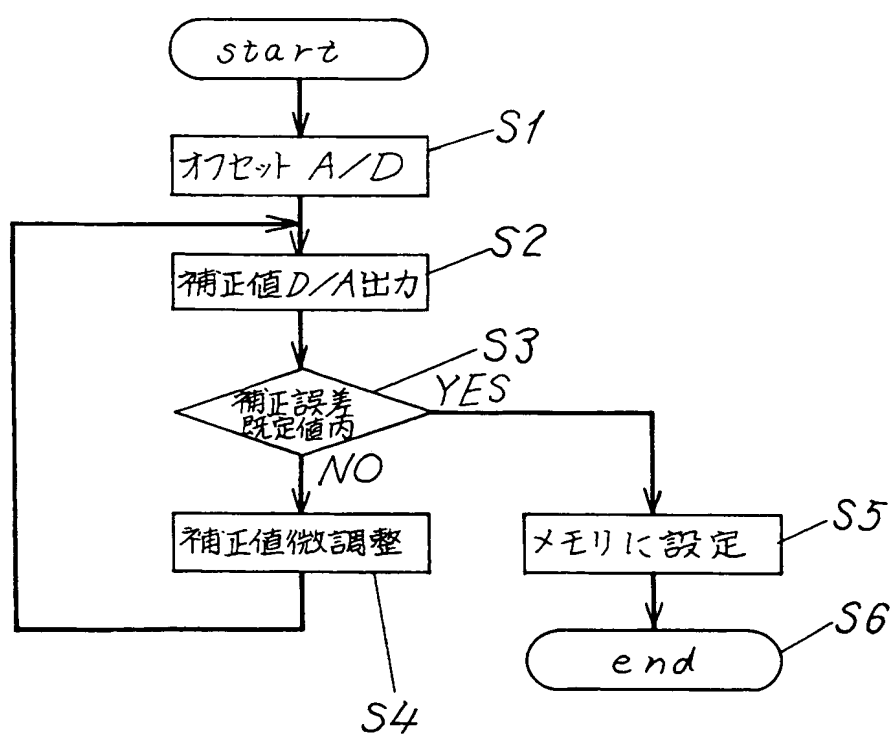 start
S1
オフセット A/D
S2
補正値D/A出力
S3
補正誤差
既定値内
YES
NO
補正値微調整
S4
メモリに設定
S5
end
S6